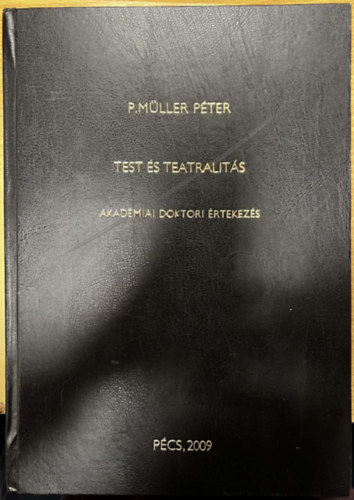 P.MÜLLER PÉTER
TEST ÉS TEATRALITÁS
AKADÉMIAI DOKTORI ÉRTEKEZÉS
PÉCS, 2009